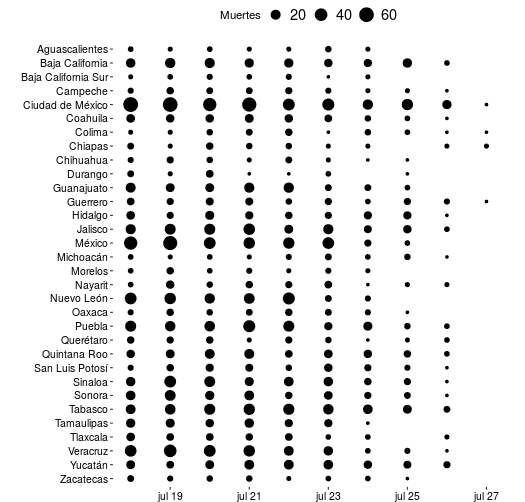 Muertes 20 40 60
Aguascalientes
Baja California
Baja California Sur
Campeche
Ciudad de México
Coahuila
Colima
Chiapas
Chihuahua
Durango
Guanajuato
Guerrero
Hidalgo
Jalisco
México
Michoacán
Morelos
Nayarit
Nuevo León
Oaxaca
Puebla
Querétaro
Quintana Roo
San Luis Potosí
Sinaloa
Sonora
Tabasco
Tamaulipas
Tlaxcala
Veracruz
Yucatán
Zacatecas
jul 19 jul 21 jul 23 jul 25 jul 27